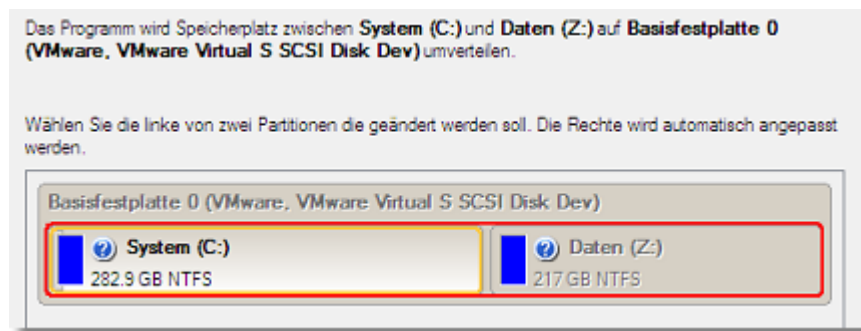 Das Programm wird Speicherplatz zwischen System (C:) und Daten (Z:) auf Basisfestplatte 0
(VMware, VMware Virtual S SCSI Disk Dev) umverteilen.
Wählen Sie die linke von zwei Partitionen die geändert werden soll. Die Rechte wird automatisch angepasst
werden.
Basisfestplatte 0 (VMware, VMware Virtual S SCSI Disk Dev)
System (C:)
282.9 GB NTFS
Daten (Z:)
217 GB NTFS